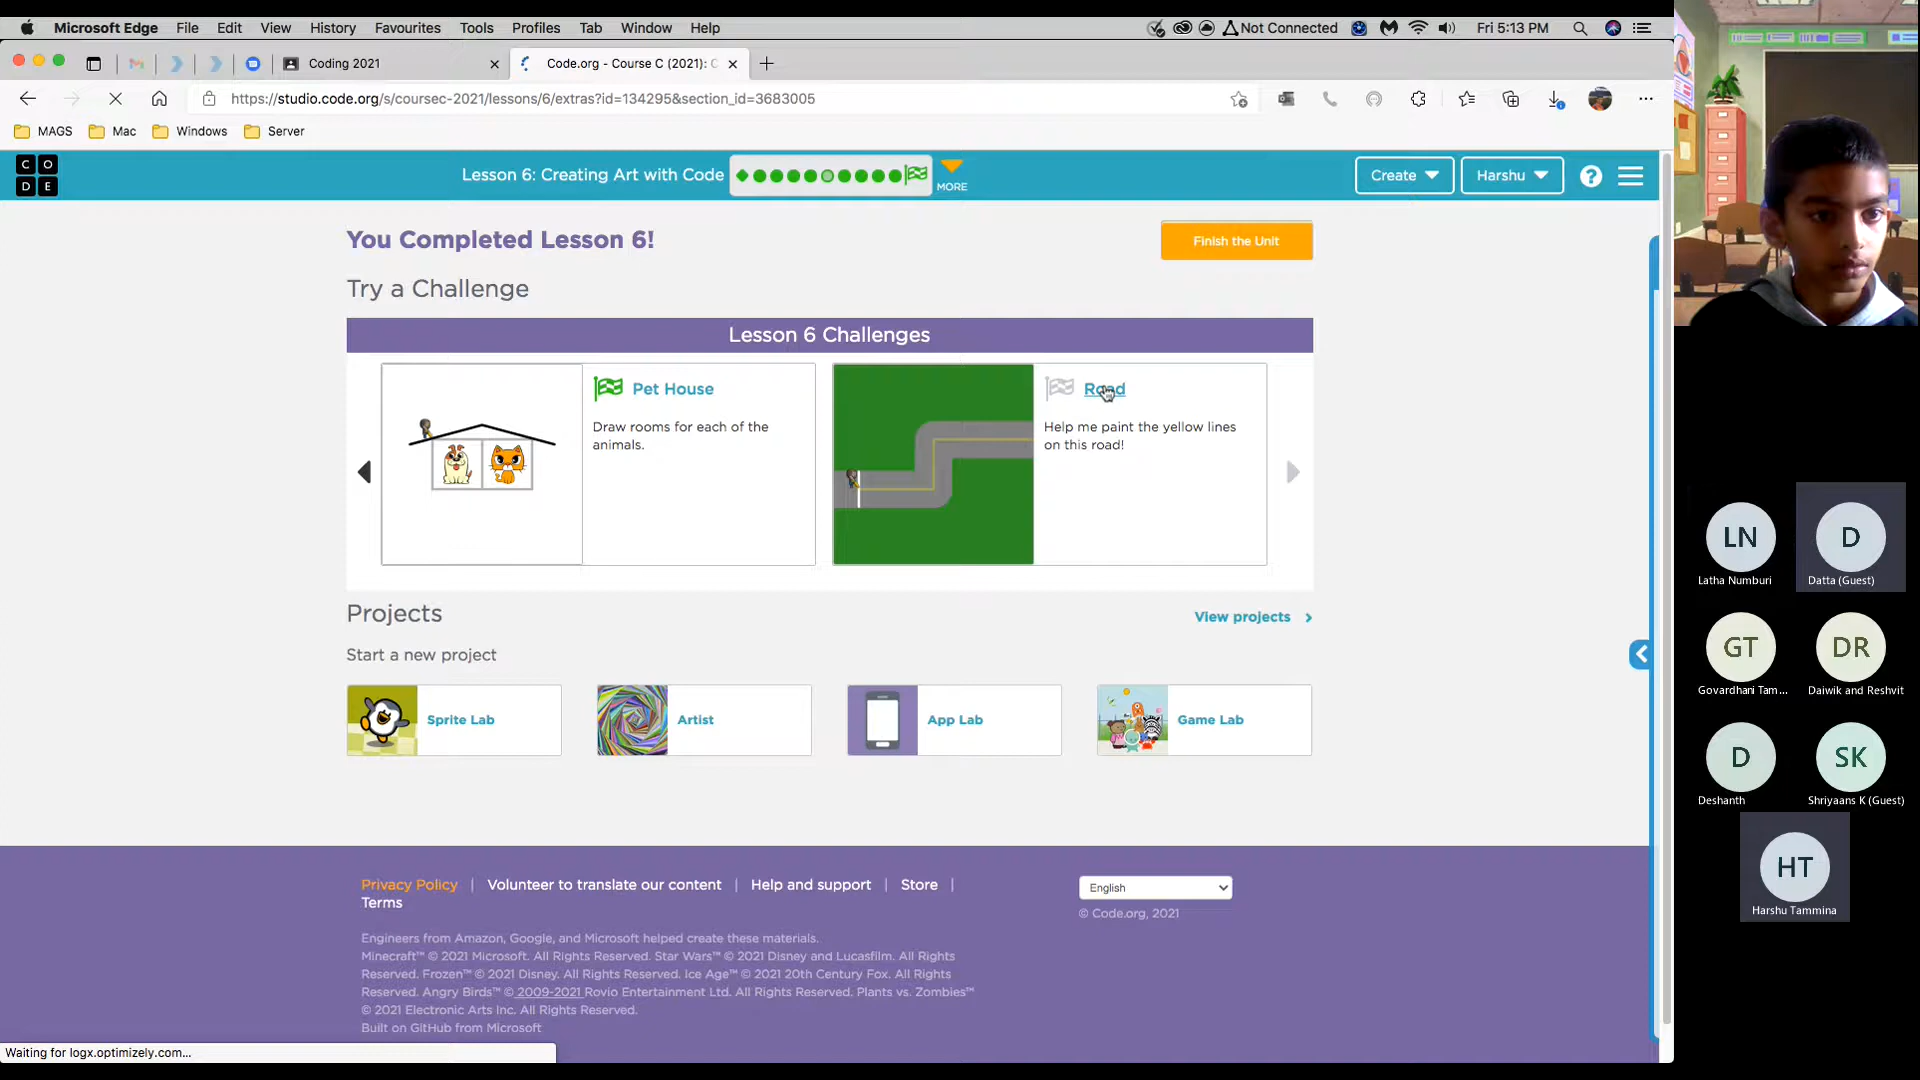 Microsoft Edge File Edit View History Favourites Tools Profiles Tab Window Help Not Connected Fri 5:13 PM
Coding 2021
Code.org - Course C (2021): C
https://studio.code.org/s/coursec-2021/lessons/6/extras?id=134295&section_id=3683005
MAGS Mac Windows Server
C O
D E
Lesson 6: Creating Art with Code
MORE
Create
Harshu
?
You Completed Lesson 6!
Finish the Unit
Try a Challenge
Lesson 6 Challenges
Pet House
Draw rooms for each of the
animals.
Road
Help me paint the yellow lines
on this road!
Projects
View projects
Start a new project
Sprite Lab
Artist
App Lab
Game Lab
Privacy Policy | Volunteer to translate our content | Help and support | Store |
Terms
English
© Code.org, 2021
Engineers from Amazon, Google, and Microsoft helped create these materials.
Minecraft™ © 2021 Microsoft. All Rights Reserved. Star Wars™ © 2021 Disney and Lucasfilm. All Rights
Reserved. Frozen™ © 2021 Disney. All Rights Reserved. Ice Age™ © 2021 20th Century Fox. All Rights
Reserved. Angry Birds™ © 2009-2021 Rovio Entertainment Ltd. All Rights Reserved. Plants vs. Zombies™
© 2021 Electronic Arts Inc. All Rights Reserved.
Built on GitHub from Microsoft
Waiting for logx.optimizely.com...
LN
Latha Numburi
D
Datta (Guest)
GT
Govardhani Tam...
DR
Daiwik and Reshvit
D
Deshanth
SK
Shriyaans K (Guest)
HT
Harshu Tammina